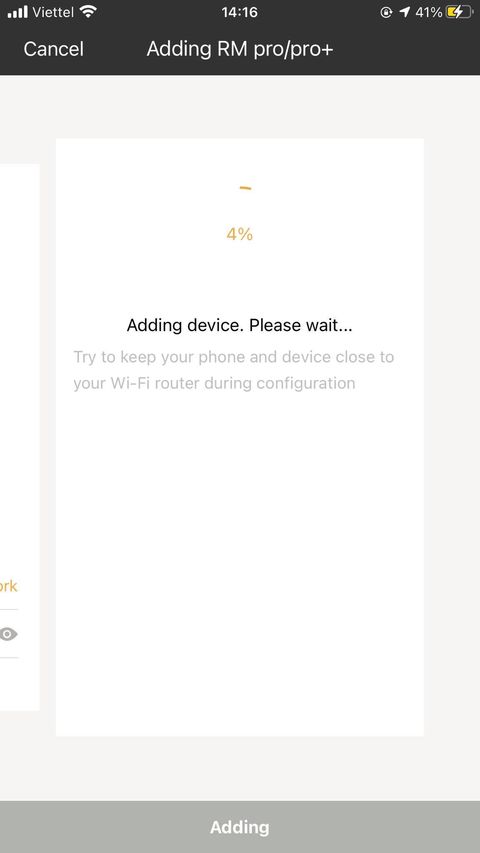 Viettel 14:16 41%
Cancel Adding RM pro/pro+
4%
Adding device. Please wait...
Try to keep your phone and device close to
your Wi-Fi router during configuration
ork
Adding